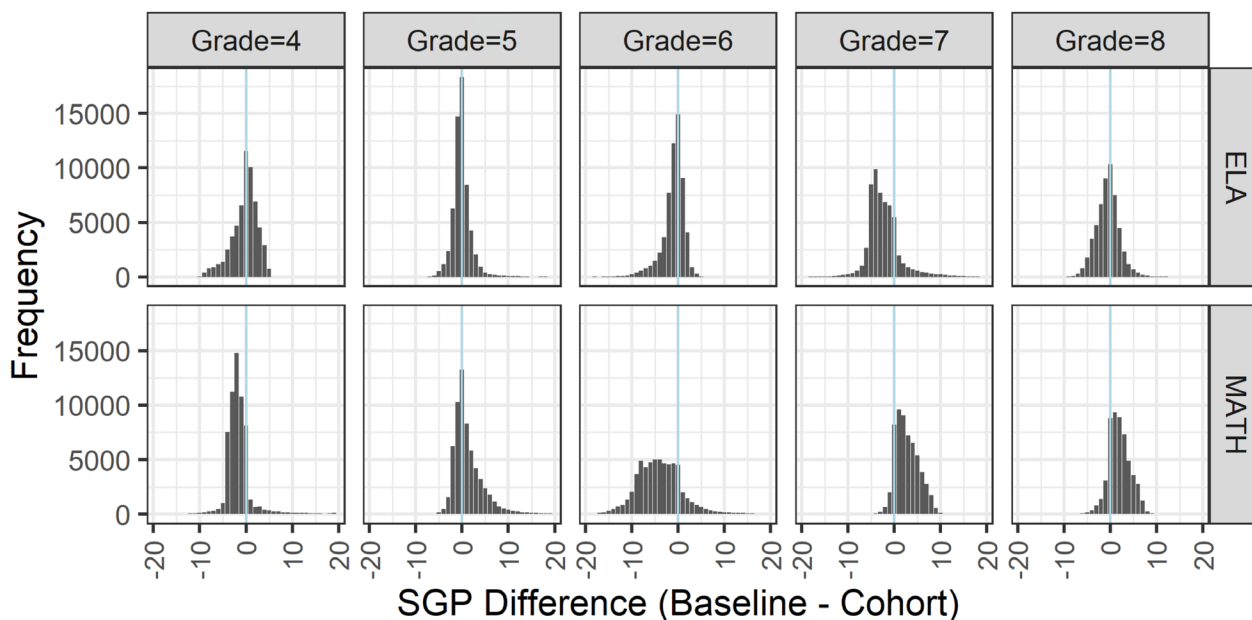 Grade=4 Grade=5 Grade=6 Grade=7 Grade=8
Frequency
15000
10000
5000
0
ELA
15000
10000
5000
0
MATH
-20 -10 0 10 20 -20 -10 0 10 20 -20 -10 0 10 20 -20 -10 0 10 20 -20 -10 0 10 20
SGP Difference (Baseline - Cohort)